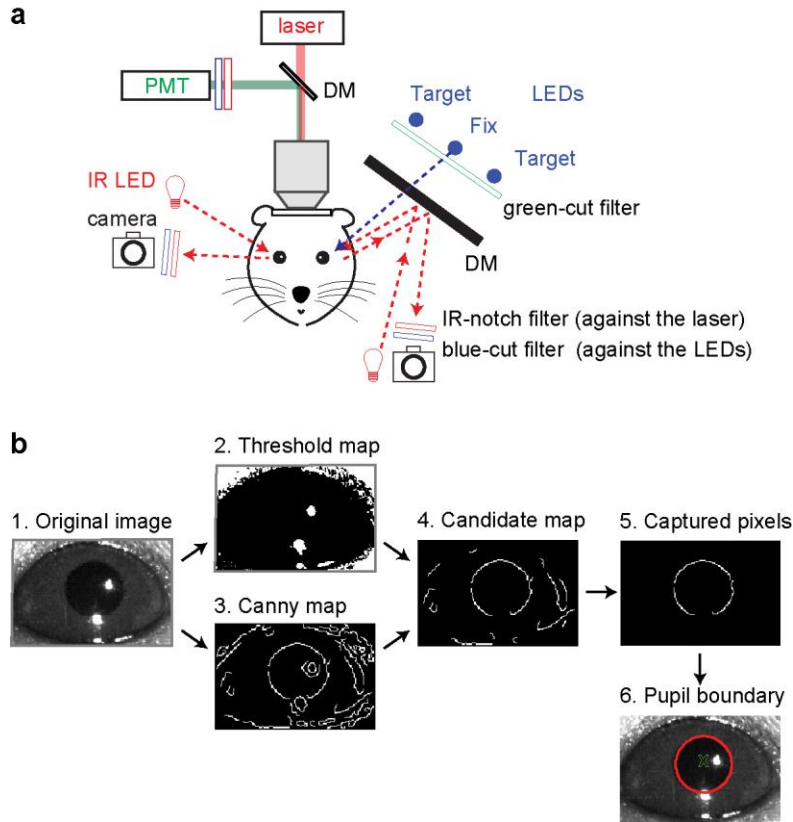 a
laser
PMT
DM
Target
LEDs
Fix
Target
IR LED
camera
green-cut filter
DM
IR-notch filter (against the laser)
blue-cut filter (against the LEDs)
b
2. Threshold map
1. Original image
4. Candidate map
5. Captured pixels
3. Canny map
6. Pupil boundary
X